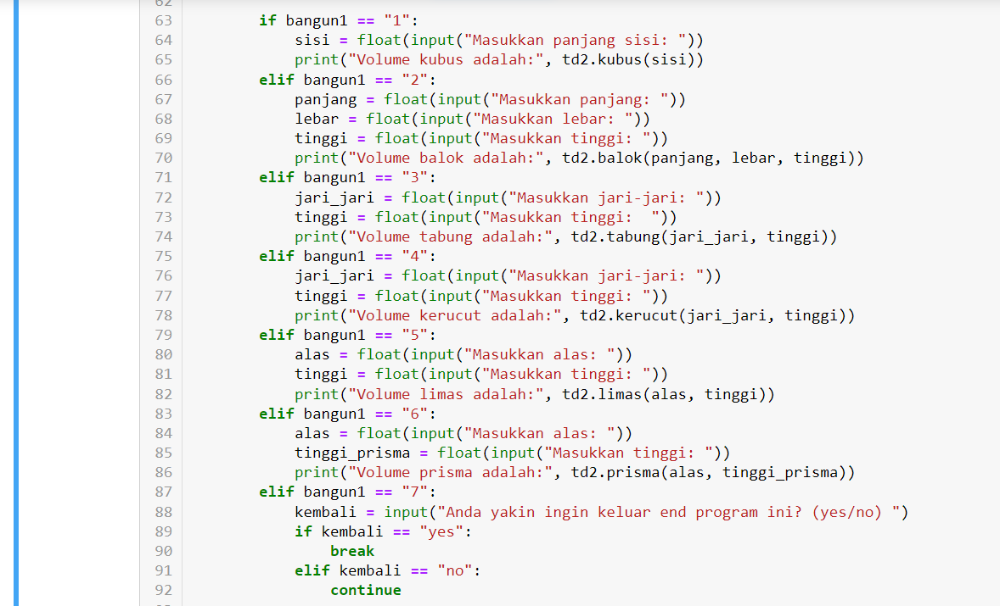 62
63 if bangun1 == "1":
64 sisi = float(input("Masukkan panjang sisi: "))
65 print("Volume kubus adalah:", td2.kubus(sisi))
66 elif bangun1 == "2":
67 panjang = float(input("Masukkan panjang: "))
68 lebar = float(input("Masukkan lebar: "))
69 tinggi = float(input("Masukkan tinggi: "))
70 print("Volume balok adalah:", td2.balok(panjang, lebar, tinggi))
71 elif bangun1 == "3":
72 jari_jari = float(input("Masukkan jari-jari: "))
73 tinggi = float(input("Masukkan tinggi:  "))
74 print("Volume tabung adalah:", td2.tabung(jari_jari, tinggi))
75 elif bangun1 == "4":
76 jari_jari = float(input("Masukkan jari-jari: "))
77 tinggi = float(input("Masukkan tinggi: "))
78 print("Volume kerucut adalah:", td2.kerucut(jari_jari, tinggi))
79 elif bangun1 == "5":
80 alas = float(input("Masukkan alas: "))
81 tinggi = float(input("Masukkan tinggi: "))
82 print("Volume limas adalah:", td2.limas(alas, tinggi))
83 elif bangun1 == "6":
84 alas = float(input("Masukkan alas: "))
85 tinggi_prisma = float(input("Masukkan tinggi: "))
86 print("Volume prisma adalah:", td2.prisma(alas, tinggi_prisma))
87 elif bangun1 == "7":
88 kembali = input("Anda yakin ingin keluar end program ini? (yes/no) ")
89 if kembali == "yes":
90 break
91 elif kembali == "no":
92 continue